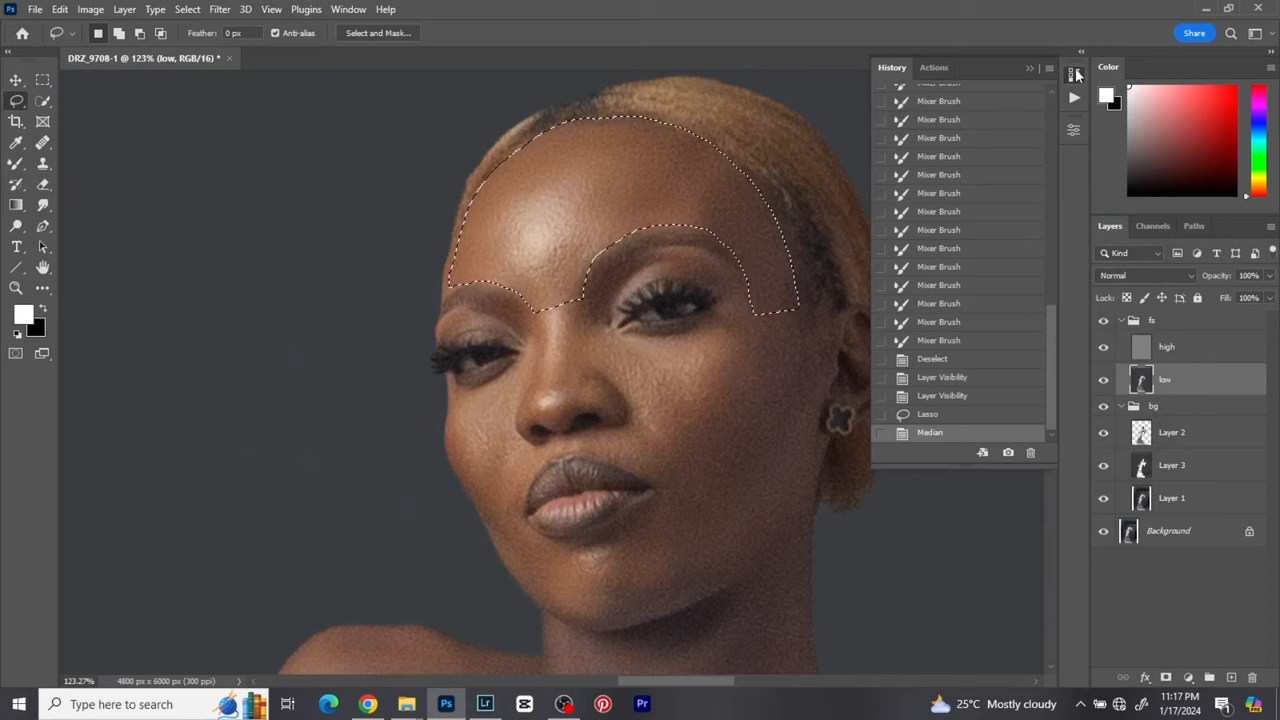 Ps File Edit Image Layer Type Select Filter 3D View Plugins Window Help
Feather: 0 px Anti-alias Select and Mask... Share
DRZ_9708-1 @ 123% (low, RGB/16) *
History Actions
Mixer Brush
Mixer Brush
Mixer Brush
Mixer Brush
Mixer Brush
Mixer Brush
Mixer Brush
Mixer Brush
Mixer Brush
Mixer Brush
Mixer Brush
Mixer Brush
Mixer Brush
Mixer Brush
Deselect
Layer Visibility
Layer Visibility
Lasso
Median
Color
Layers Channels Paths
Kind
Normal Opacity: 100%
Lock: Fill: 100%
fs
high
low
bg
Layer 2
Layer 3
Layer 1
Background
123.27% 4800 px x 6000 px (300 ppi)
Type here to search
Ps Lrc Pr
25°C Mostly cloudy
11:17 PM
1/17/2024